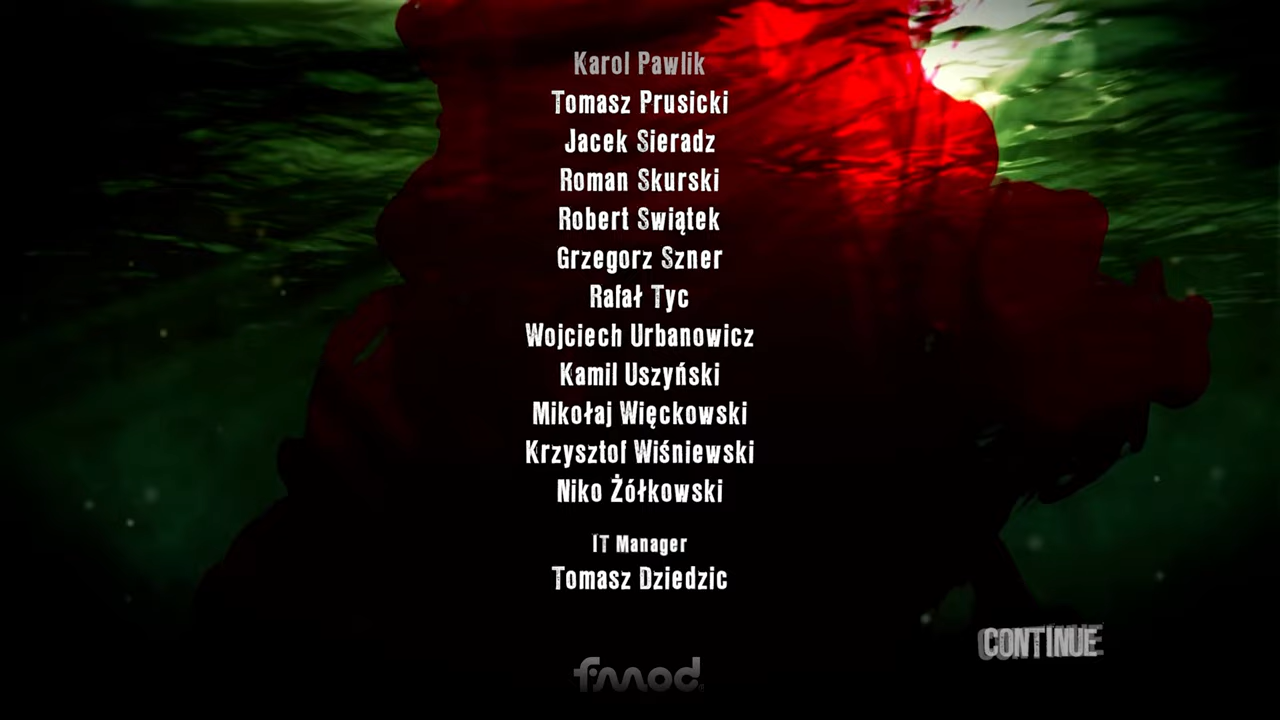 Karol Pawlik
Tomasz Prusicki
Jacek Sieradz
Roman Skurski
Robert Swiątek
Grzegorz Szner
Rafał Tyc
Wojciech Urbanowicz
Kamil Uszyński
Mikołaj Więckowski
Krzysztof Wiśniewski
Niko Żółkowski
IT Manager
Tomasz Dziedzic
CONTINUE
fmod